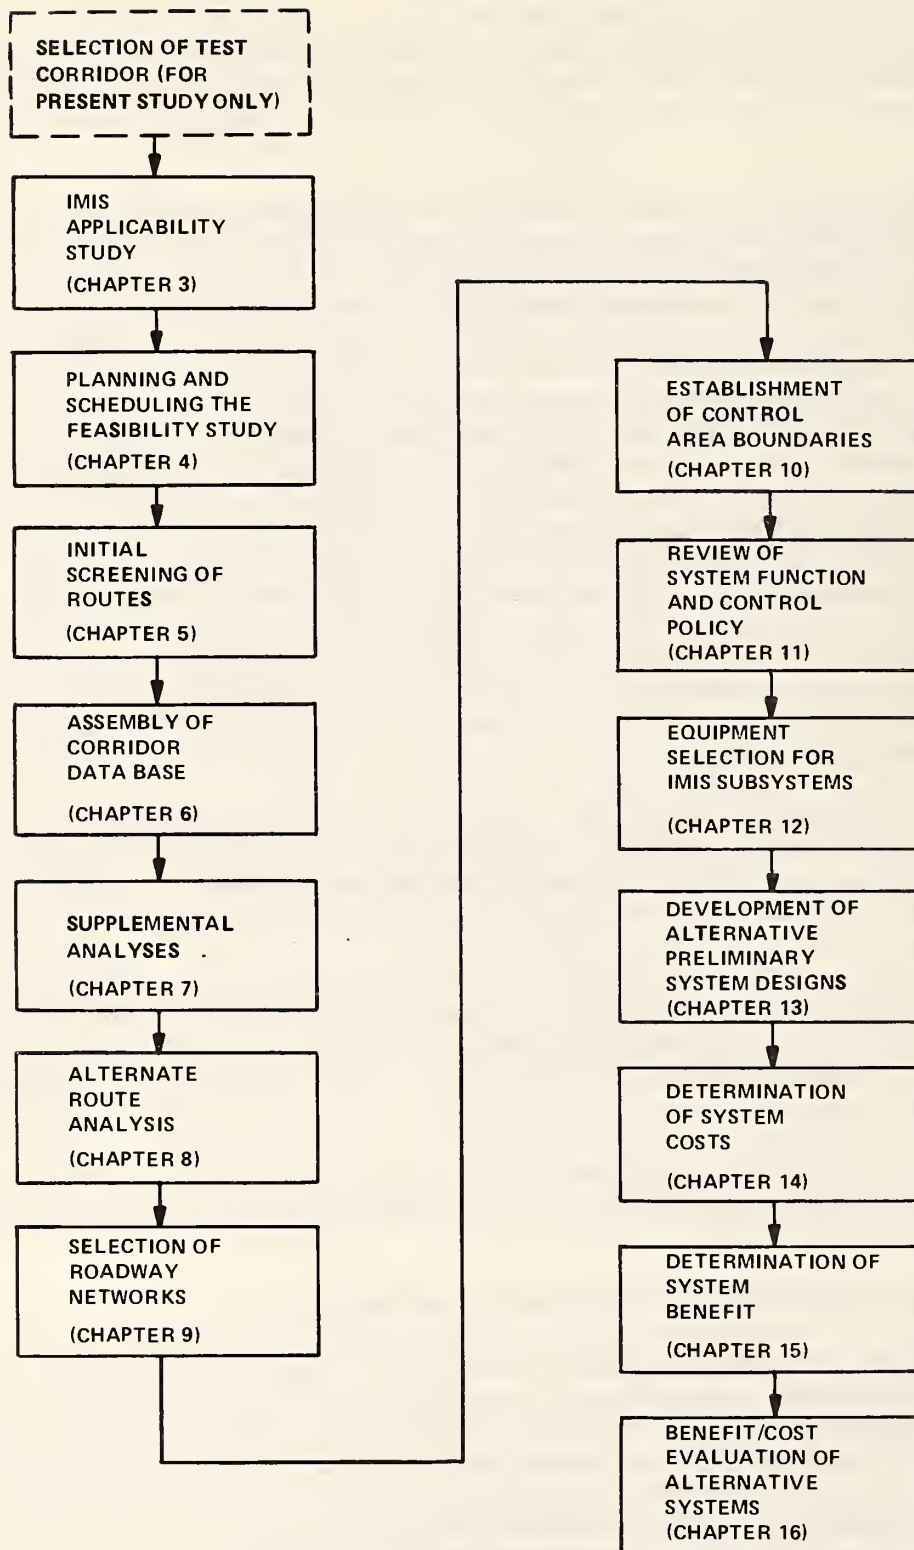 SELECTION OF TEST
CORRIDOR (FOR
PRESENT STUDY ONLY)
IMIS
APPLICABILITY
STUDY
(CHAPTER 3)
PLANNING AND
SCHEDULING THE
FEASIBILITY STUDY
(CHAPTER 4)
INITIAL
SCREENING OF
ROUTES
(CHAPTER 5)
ASSEMBLY OF
CORRIDOR
DATA BASE
(CHAPTER 6)
SUPPLEMENTAL
ANALYSES
(CHAPTER 7)
ALTERNATE
ROUTE
ANALYSIS
(CHAPTER 8)
SELECTION OF
ROADWAY
NETWORKS
(CHAPTER 9)
ESTABLISHMENT
OF CONTROL
AREA BOUNDARIES
(CHAPTER 10)
REVIEW OF
SYSTEM FUNCTION
AND CONTROL
POLICY
(CHAPTER 11)
EQUIPMENT
SELECTION FOR
IMIS SUBSYSTEMS
(CHAPTER 12)
DEVELOPMENT OF
ALTERNATIVE
PRELIMINARY
SYSTEM DESIGNS
(CHAPTER 13)
DETERMINATION
OF SYSTEM
COSTS
(CHAPTER 14)
DETERMINATION OF
SYSTEM
BENEFIT
(CHAPTER 15)
BENEFIT/COST
EVALUATION OF
ALTERNATIVE
SYSTEMS
(CHAPTER 16)